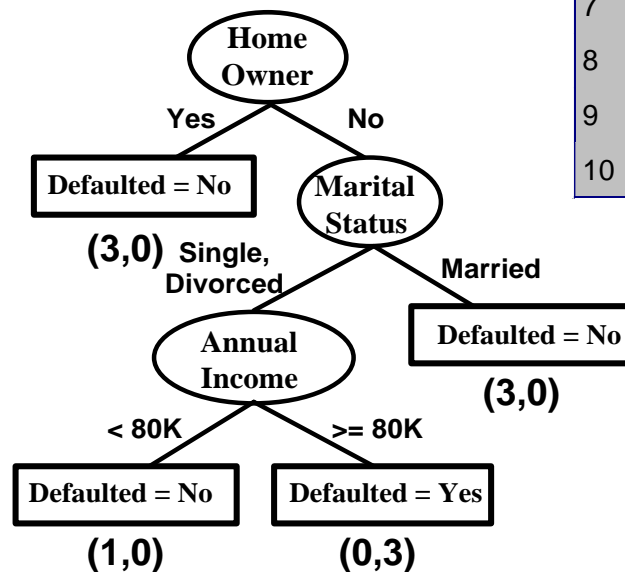 7
8
9
10
Home
Owner
Yes
No
Defaulted = No
Marital
Status
(3,0)
Single,
Divorced
Married
Annual
Income
Defaulted = No
(3,0)
< 80K
>= 80K
Defaulted = No
Defaulted = Yes
(1,0)
(0,3)